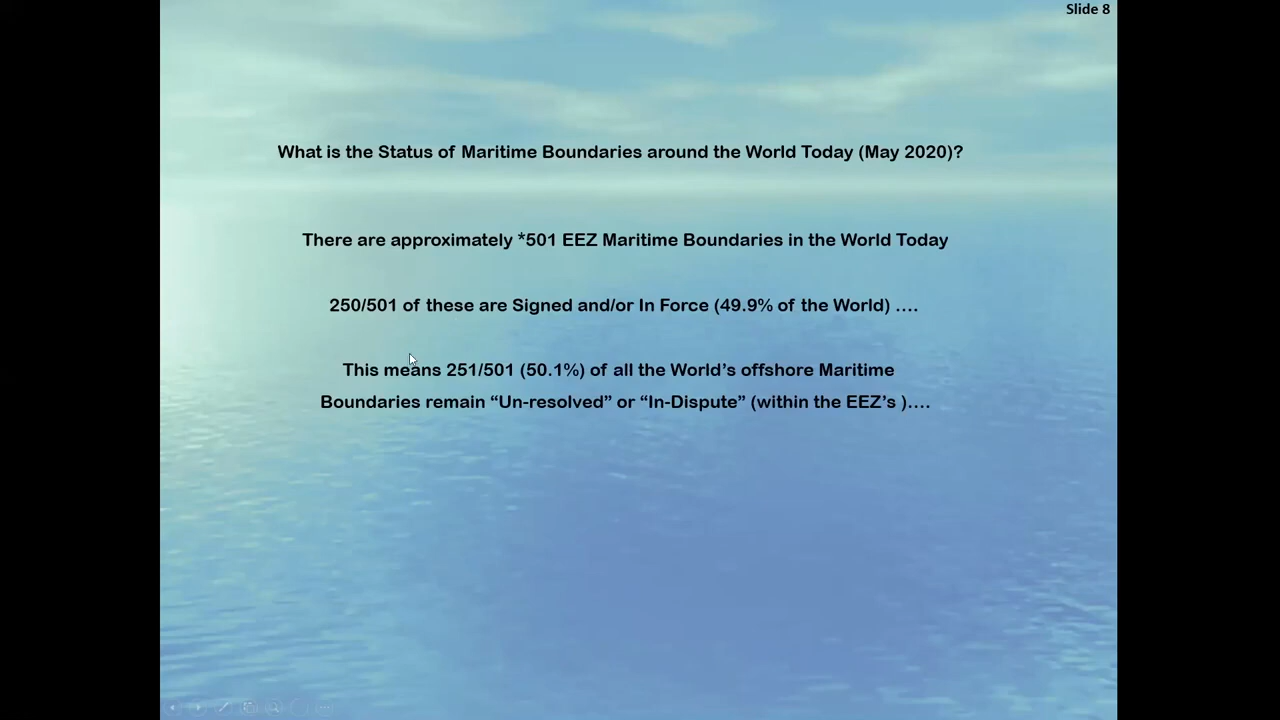 Slide 8
What is the Status of Maritime Boundaries around the World Today (May 2020)?
There are approximately *501 EEZ Maritime Boundaries in the World Today
250/501 of these are Signed and/or In Force (49.9% of the World) ....
This means 251/501 (50.1%) of all the World’s offshore Maritime
Boundaries remain “Un-resolved” or “In-Dispute” (within the EEZ’s )....